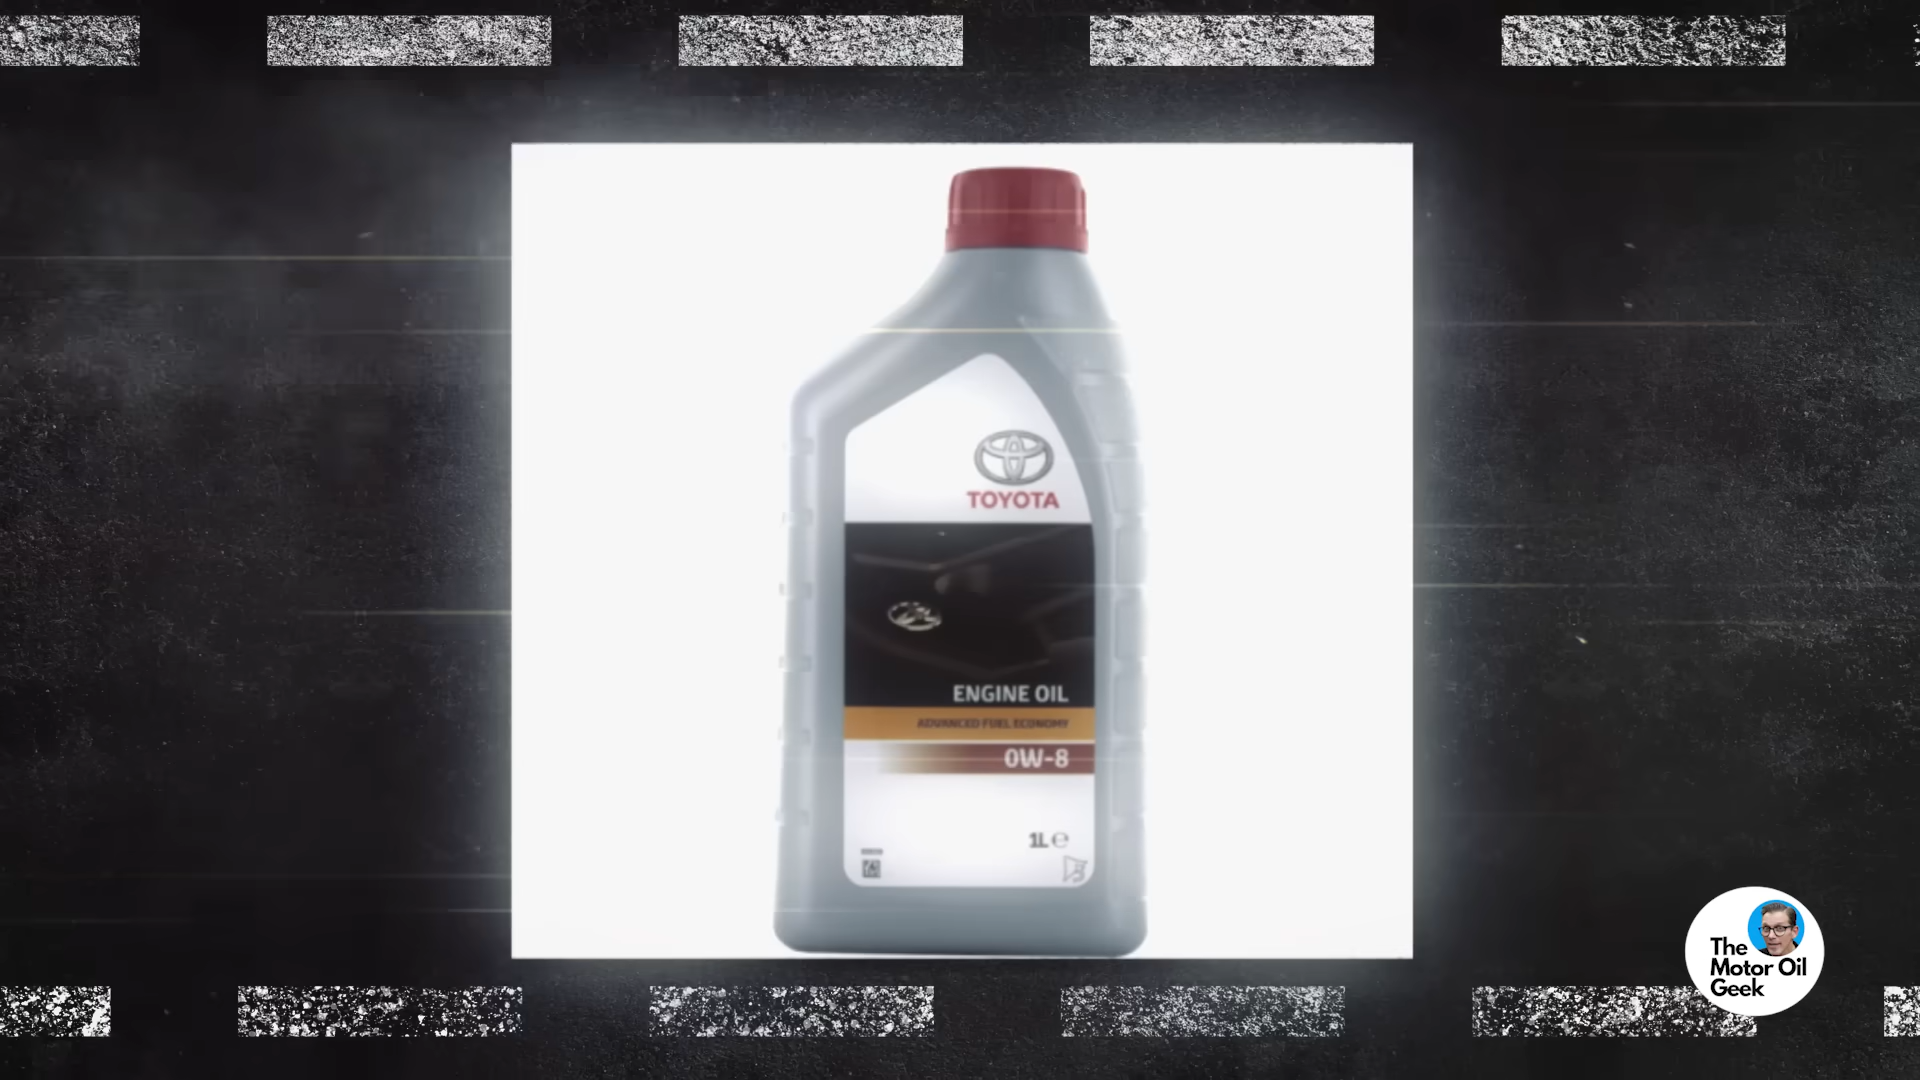 TOYOTA
ENGINE OIL
ADVANCED FUEL ECONOMY
0W-8
1L℮
The
Motor Oil
Geek